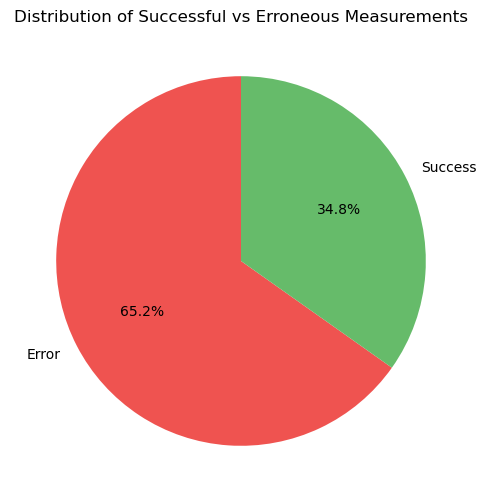 Distribution of Successful vs Erroneous Measurements
Success
34.8%
65.2%
Error